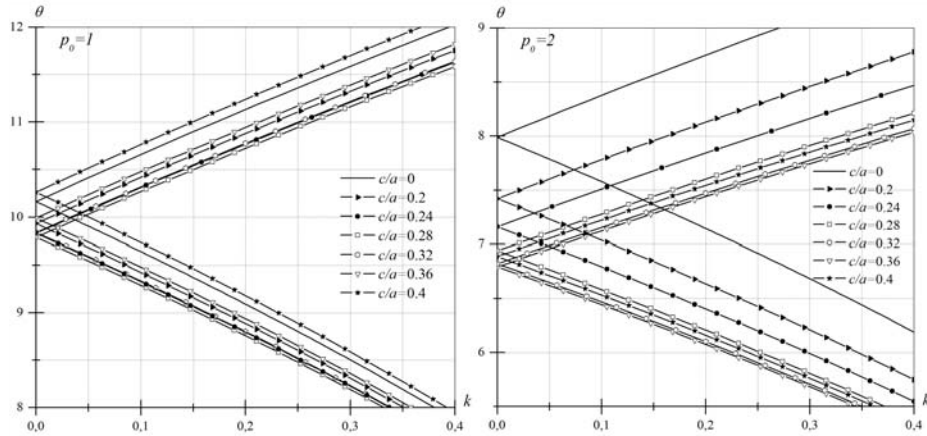 θ
p₀=1
12
11
10
9
8
0,0
0,1
0,2
0,3
0,4
k
c/a=0
c/a=0.2
c/a=0.24
c/a=0.28
c/a=0.32
c/a=0.36
c/a=0.4
θ
p₀=2
9
8
7
6
0,0
0,1
0,2
0,3
0,4
k
c/a=0
c/a=0.2
c/a=0.24
c/a=0.28
c/a=0.32
c/a=0.36
c/a=0.4